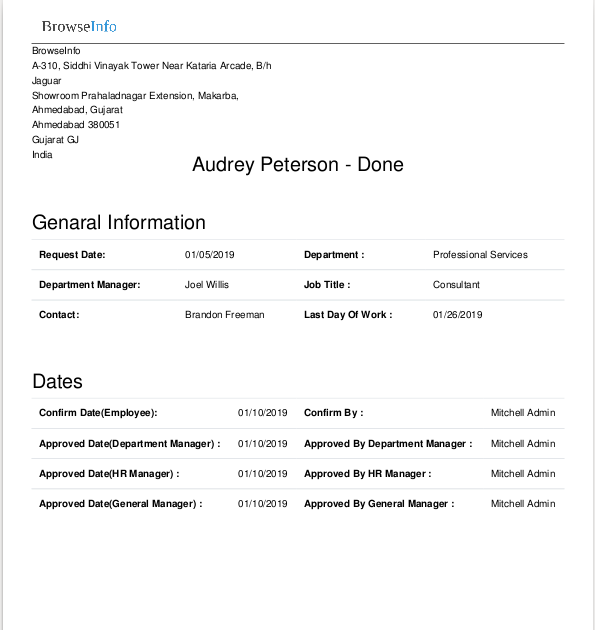 BrowseInfo
BrowseInfo
A-310, Siddhi Vinayak Tower Near Kataria Arcade, B/h
Jaguar
Showroom Prahaladnagar Extension, Makarba,
Ahmedabad, Gujarat
Ahmedabad 380051
Gujarat GJ
India
Audrey Peterson - Done
Genaral Information
Request Date: 01/05/2019 Department : Professional Services
Department Manager: Joel Willis Job Title : Consultant
Contact: Brandon Freeman Last Day Of Work : 01/26/2019
Dates
Confirm Date(Employee): 01/10/2019 Confirm By : Mitchell Admin
Approved Date(Department Manager) : 01/10/2019 Approved By Department Manager : Mitchell Admin
Approved Date(HR Manager) : 01/10/2019 Approved By HR Manager : Mitchell Admin
Approved Date(General Manager) : 01/10/2019 Approved By General Manager : Mitchell Admin